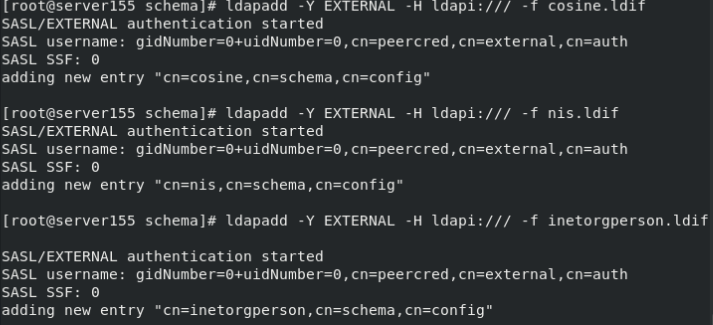 [root@server155 schema]# ldapadd -Y EXTERNAL -H ldapi:/// -f cosine.ldif
SASL/EXTERNAL authentication started
SASL username: gidNumber=0+uidNumber=0,cn=peercred,cn=external,cn=auth
SASL SSF: 0
adding new entry "cn=cosine,cn=schema,cn=config"
[root@server155 schema]# ldapadd -Y EXTERNAL -H ldapi:/// -f nis.ldif
SASL/EXTERNAL authentication started
SASL username: gidNumber=0+uidNumber=0,cn=peercred,cn=external,cn=auth
SASL SSF: 0
adding new entry "cn=nis,cn=schema,cn=config"
[root@server155 schema]# ldapadd -Y EXTERNAL -H ldapi:/// -f inetorgperson.ldif
SASL/EXTERNAL authentication started
SASL username: gidNumber=0+uidNumber=0,cn=peercred,cn=external,cn=auth
SASL SSF: 0
adding new entry "cn=inetorgperson,cn=schema,cn=config"